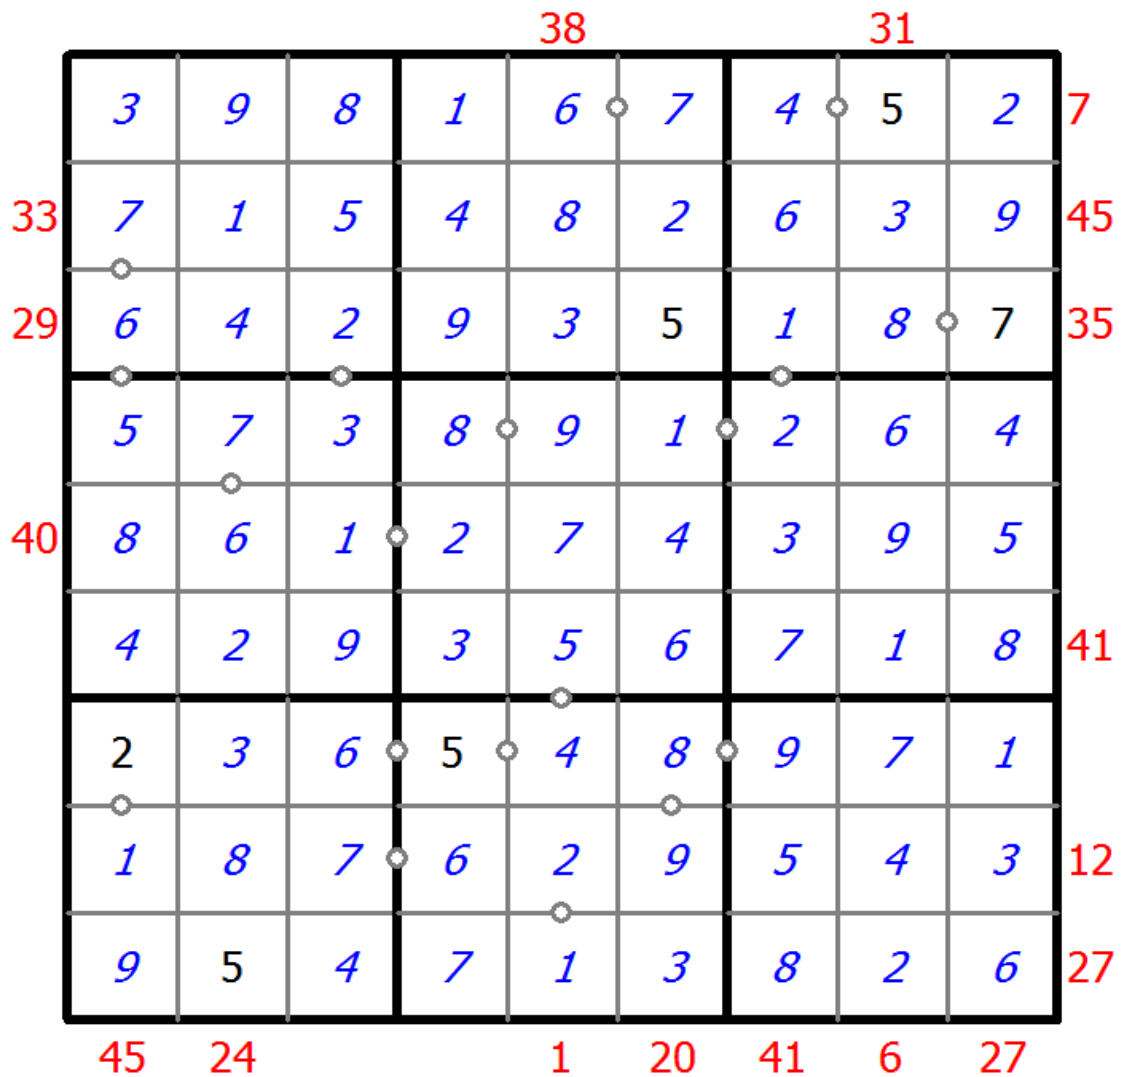 38 31
3 9 8 1 6 7 4 5 2 7
33 7 1 5 4 8 2 6 3 9 45
29 6 4 2 9 3 5 1 8 7 35
5 7 3 8 9 1 2 6 4
40 8 6 1 2 7 4 3 9 5
4 2 9 3 5 6 7 1 8 41
2 3 6 5 4 8 9 7 1
1 8 7 6 2 9 5 4 3 12
9 5 4 7 1 3 8 2 6 27
45 24 1 20 41 6 27